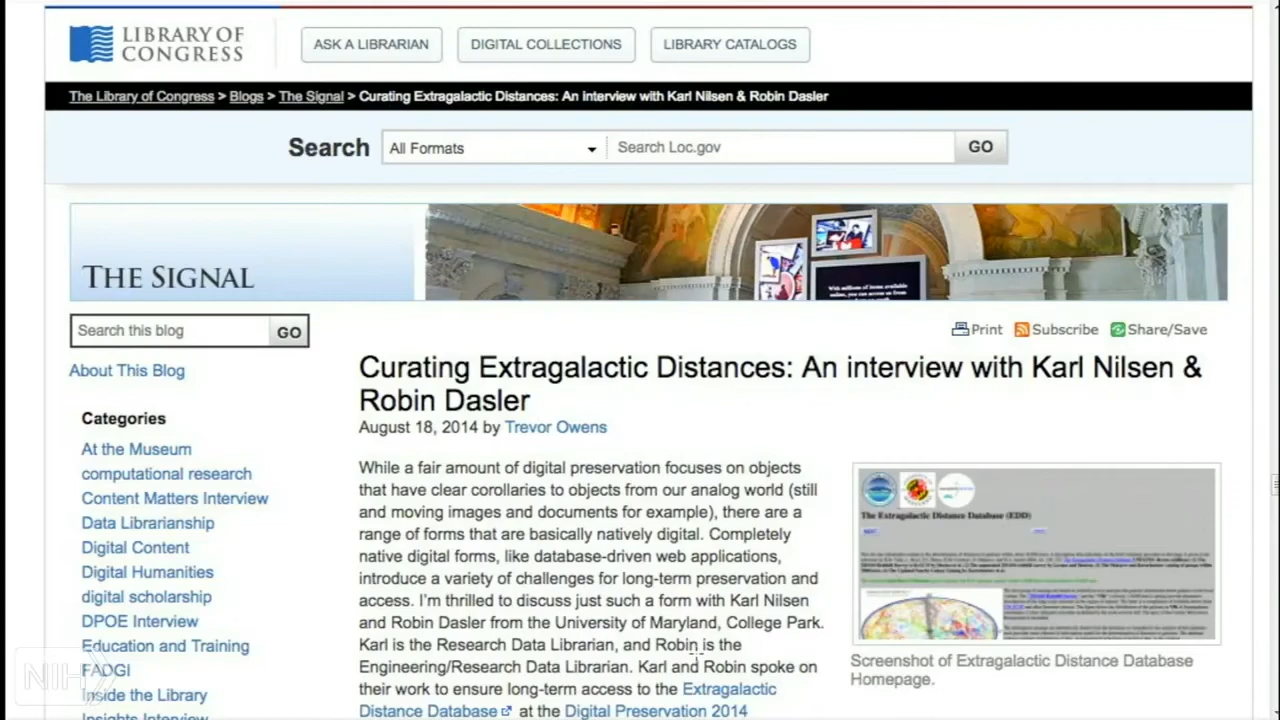 LIBRARY OF
CONGRESS
ASK A LIBRARIAN
DIGITAL COLLECTIONS
LIBRARY CATALOGS
The Library of Congress > Blogs > The Signal > Curating Extragalactic Distances: An interview with Karl Nilsen & Robin Dasler
Search All Formats Search Loc.gov GO
THE SIGNAL
Search this blog GO
Print Subscribe Share/Save
About This Blog
Categories
At the Museum
computational research
Content Matters Interview
Data Librarianship
Digital Content
Digital Humanities
digital scholarship
DPOE Interview
Education and Training
FADGI
Inside the Library
Insights Interview
Curating Extragalactic Distances: An interview with Karl Nilsen &
Robin Dasler
August 18, 2014 by Trevor Owens
While a fair amount of digital preservation focuses on objects
that have clear corollaries to objects from our analog world (still
and moving images and documents for example), there are a
range of forms that are basically natively digital. Completely
native digital forms, like database-driven web applications,
introduce a variety of challenges for long-term preservation and
access. I'm thrilled to discuss just such a form with Karl Nilsen
and Robin Dasler from the University of Maryland, College Park.
Karl is the Research Data Librarian, and Robin is the
Engineering/Research Data Librarian. Karl and Robin spoke on
their work to ensure long-term access to the Extragalactic
Distance Database at the Digital Preservation 2014
The Extragalactic Distance Database (EDD)
Screenshot of Extragalactic Distance Database
Homepage.
NIH